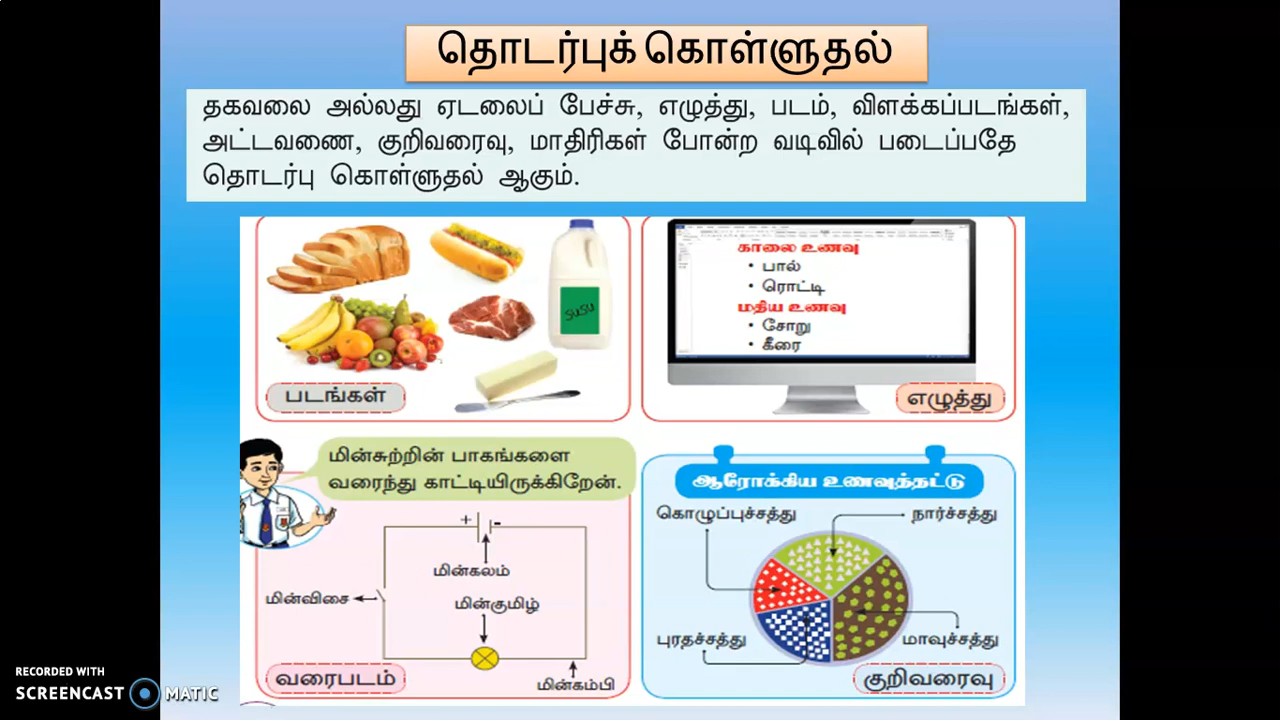 தொடர்புக் கொள்ளுதல்
தகவலை அல்லது ஏடலைப் பேச்சு, எழுத்து, படம், விளக்கப்படங்கள்,
அட்டவணை, குறிவரைவு, மாதிரிகள் போன்ற வடிவில் படைப்பதே
தொடர்பு கொள்ளுதல் ஆகும்.
susu
படங்கள்
காலை உணவு
• பால்
• ரொட்டி
மதிய உணவு
• சோறு
• கீரை
எழுத்து
மின்சுற்றின் பாகங்களை
வரைந்து காட்டியிருக்கிறேன்.
+ -
மின்கலம்
மின்விசை
மின்குமிழ்
மின்கம்பி
வரைபடம்
ஆரோக்கிய உணவுத்தட்டு
கொழுப்புச்சத்து
நார்ச்சத்து
புரதச்சத்து
மாவுச்சத்து
குறிவரைவு
RECORDED WITH
SCREENCAST MATIC